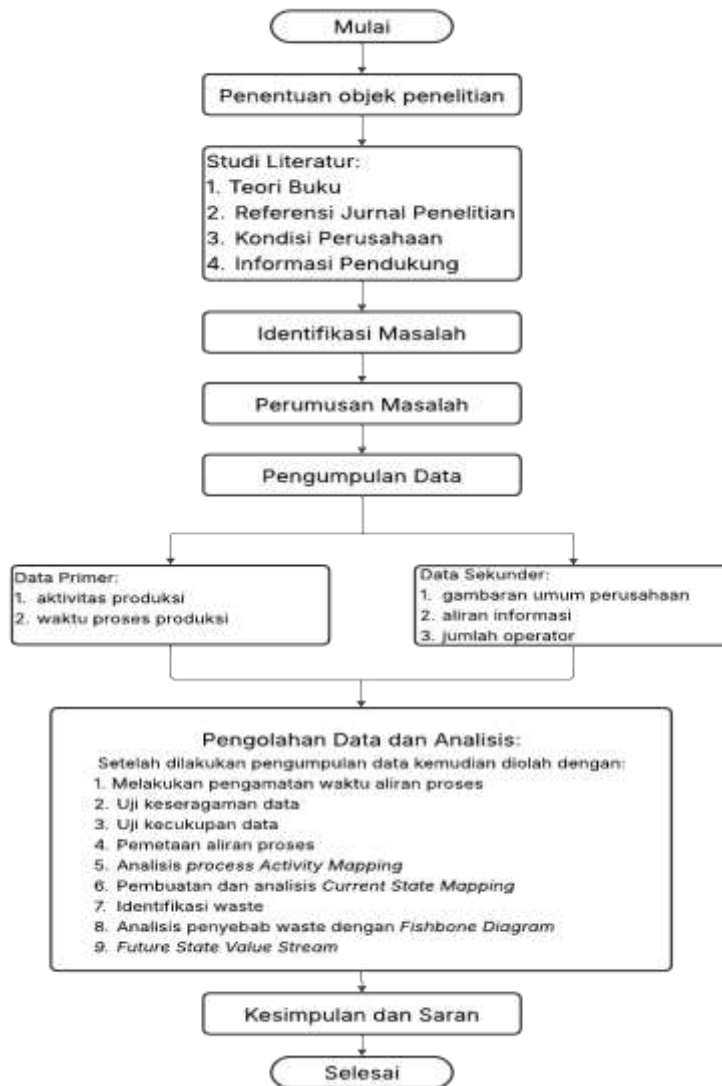 Mulai
Penentuan objek penelitian
Studi Literatur:
1. Teori Buku
2. Referensi Jurnal Penelitian
3. Kondisi Perusahaan
4. Informasi Pendukung
Identifikasi Masalah
Perumusan Masalah
Pengumpulan Data
Data Primer:
1. aktivitas produksi
2. waktu proses produksi
Data Sekunder:
1. gambaran umum perusahaan
2. aliran informasi
3. jumlah operator
Pengolahan Data dan Analisis:
Setelah dilakukan pengumpulan data kemudian diolah dengan:
1. Melakukan pengamatan waktu aliran proses
2. Uji keseragaman data
3. Uji kecukupan data
4. Pemetaan aliran proses
5. Analisis process Activity Mapping
6. Pembuatan dan analisis Current State Mapping
7. Identifikasi waste
8. Analisis penyebab waste dengan Fishbone Diagram
9. Future State Value Stream
Kesimpulan dan Saran
Selesai